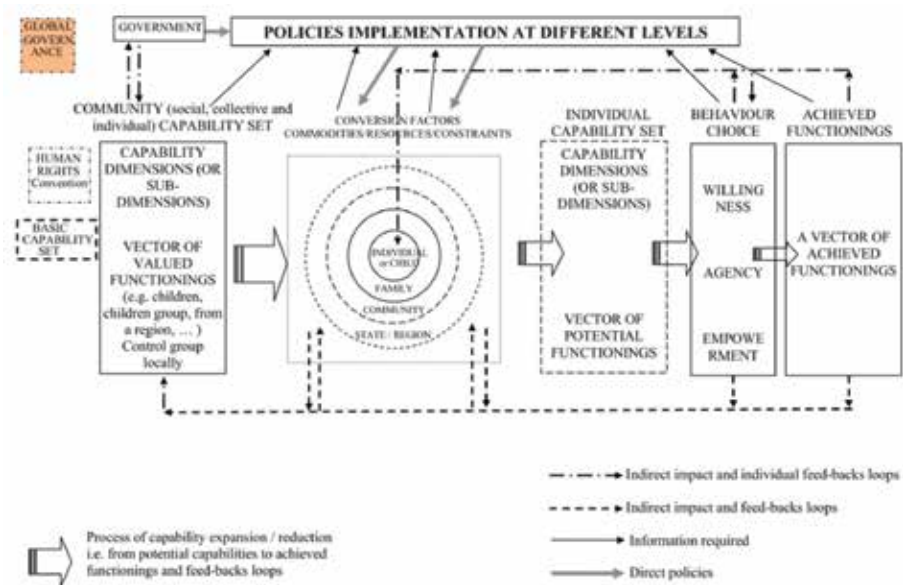 GLOBAL
GOVERN
ANCE
GOVERNMENT
POLICIES IMPLEMENTATION AT DIFFERENT LEVELS
COMMUNITY (social, collective and
individual) CAPABILITY SET
CONVERSION FACTORS
COMMODITIES/RESOURCES/CONSTRAINTS
INDIVIDUAL
CAPABILITY SET
BEHAVIOUR
CHOICE
ACHIEVED
FUNCTIONINGS
HUMAN
RIGHTS
Convention
BASIC
CAPABILITY
SET
CAPABILITY
DIMENSIONS (OR
SUB-
DIMENSIONS)
VECTOR OF
VALUED
FUNCTIONINGS
(e.g. children,
children group, from
a region, ... )
Control group
locally
INDIVIDUAL
or CHILD
FAMILY
COMMUNITY
STATE / REGION
CAPABILITY
DIMENSIONS
(OR SUB-
DIMENSIONS)
VECTOR OF
POTENTIAL
FUNCTIONINGS
WILLING
NESS
AGENCY
EMPOWE
RMENT
A VECTOR OF
ACHIEVED
FUNCTIONINGS
Indirect impact and individual feed-backs loops
Indirect impact and feed-backs loops
Information required
Direct policies
Process of capability expansion / reduction
i.e. from potential capabilities to achieved
functionings and feed-backs loops